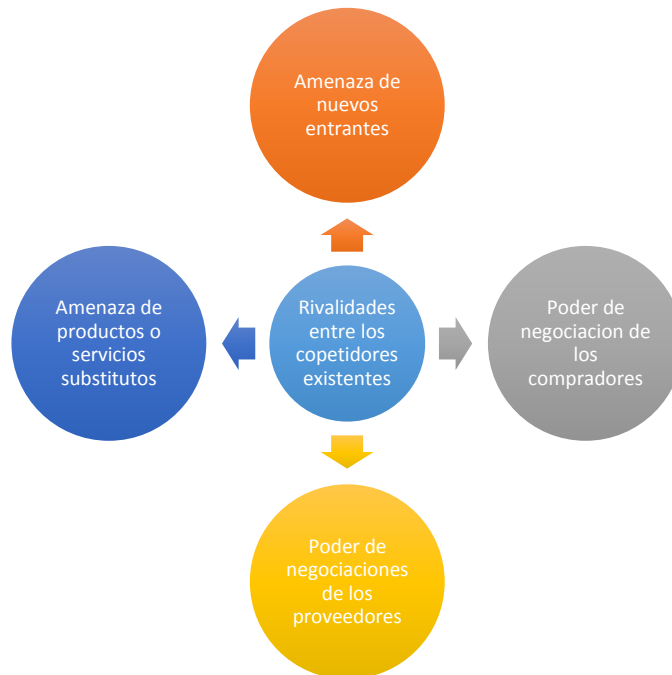 Amenaza de
nuevos
entrantes
Amenaza de
productos o
servicios
substitutos
Rivalidades
entre los
copetidores
existentes
Poder de
negociacion de
los
compradores
Poder de
negociaciones
de los
proveedores